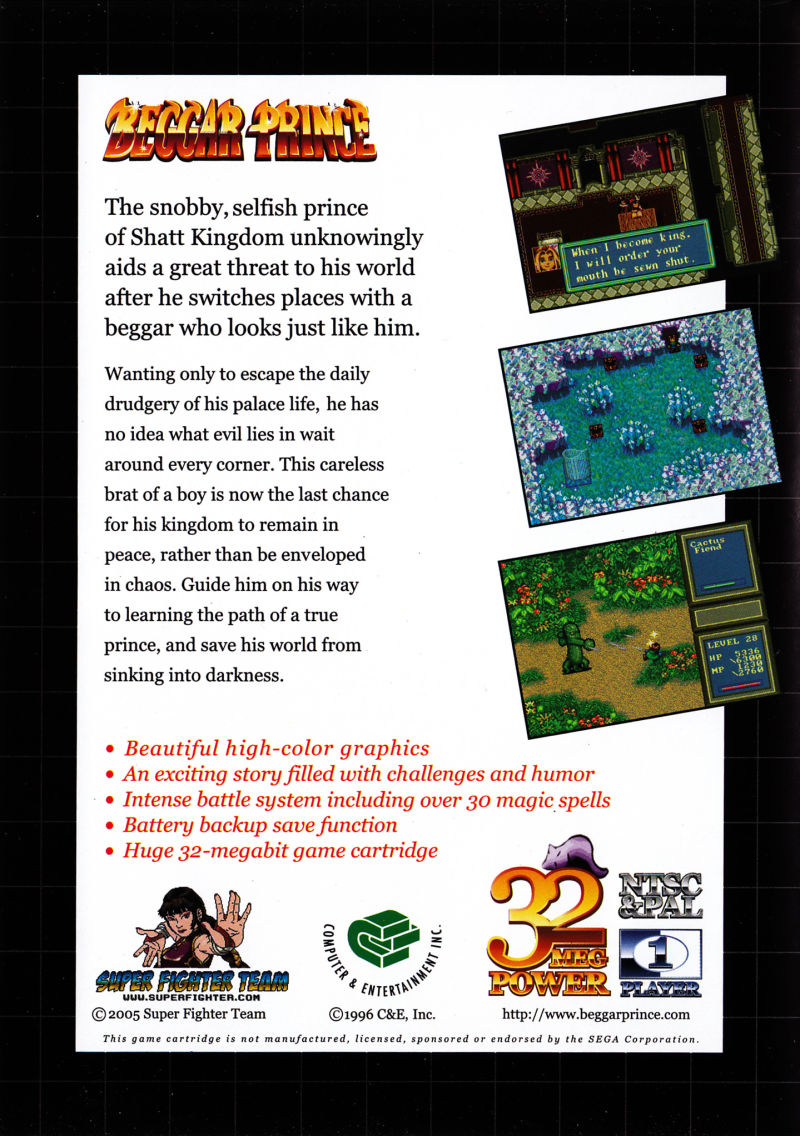 BEGGAR PRINCE
The snobby, selfish prince
of Shatt Kingdom unknowingly
aids a great threat to his world
after he switches places with a
beggar who looks just like him.
Wanting only to escape the daily
drudgery of his palace life, he has
no idea what evil lies in wait
around every corner. This careless
brat of a boy is now the last chance
for his kingdom to remain in
peace, rather than be enveloped
in chaos. Guide him on his way
to learning the path of a true
prince, and save his world from
sinking into darkness.
When I become king,
I will order your
mouth be sewn shut.
Cactus
Fiend
LEVEL 28
HP 5336
\6300
MP 1230
\2760
• Beautiful high-color graphics
• An exciting story filled with challenges and humor
• Intense battle system including over 30 magic spells
• Battery backup save function
• Huge 32-megabit game cartridge
SUPER FIGHTER TEAM
WWW.SUPERFIGHTER.COM
© 2005 Super Fighter Team
COMPUTER & ENTERTAINMENT INC.
©1996 C&E, Inc.
32
MEG
POWER
NTSC
&PAL
1
PLAYER
http://www.beggarprince.com
This game cartridge is not manufactured, licensed, sponsored or endorsed by the SEGA Corporation.